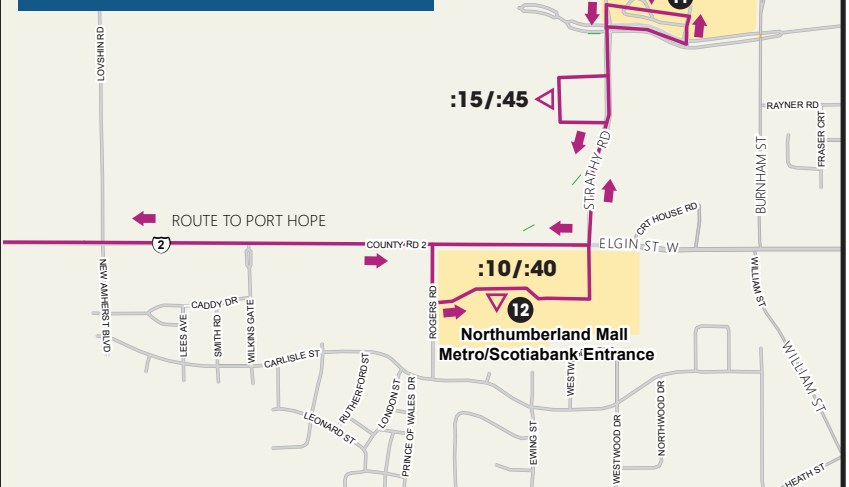 11
LOVSHIN RD
:15/:45
RAYNER RD
FRASER CRT
BURNHAM ST
STRATHY RD
CRT HOUSE RD
ROUTE TO PORT HOPE
2
COUNTY RD 2
ELGIN ST W
:10/:40
12
Northumberland Mall
Metro/Scotiabank Entrance
NEW AMHERST BLVD
CADDY DR
LEES AVE
SMITH RD
WILKINS GATE
ROGERS RD
WILLIAM ST
CARLISLE ST
RUTHERFORD ST
LONDON ST
LEONARD ST
PRINCE OF WALES DR
EWING ST
WESTW
WESTWOOD DR
NORTHWOOD DR
WILLIAM ST
HEATH ST